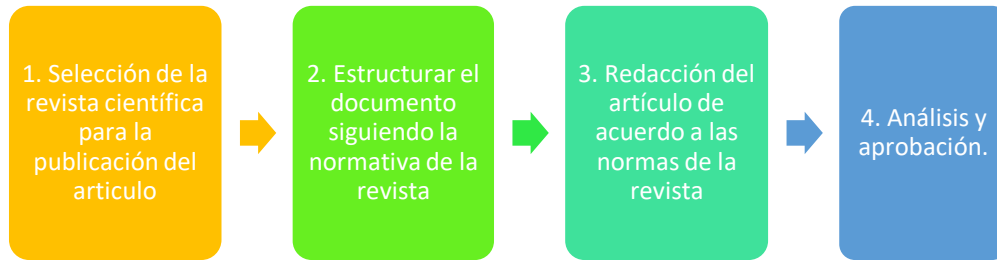 1. Selección de la
revista científica
para la
publicación del
articulo
2. Estructurar el
documento
siguiendo la
normativa de la
revista
3. Redacción del
artículo de
acuerdo a las
normas de la
revista
4. Análisis y
aprobación.